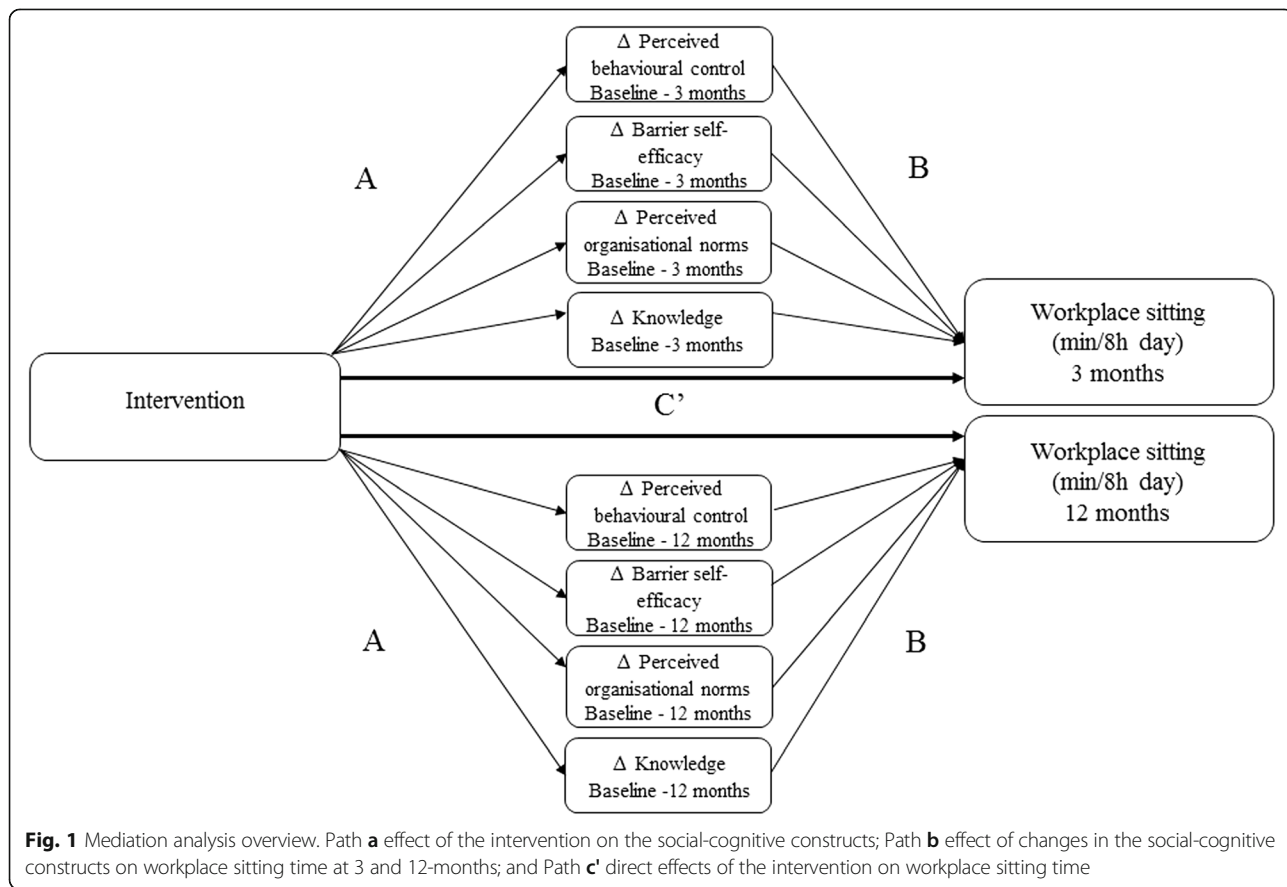 Δ Perceived
behavioural control
Baseline - 3 months
Δ Barrier self-
efficacy
Baseline - 3 months
A
B
Δ Perceived
organisational norms
Baseline - 3 months
Δ Knowledge
Baseline -3 months
Workplace sitting
(min/8h day)
3 months
Intervention
C’
Workplace sitting
(min/8h day)
12 months
Δ Perceived
behavioural control
Baseline - 12 months
Δ Barrier self-
efficacy
Baseline - 12 months
A
B
Δ Perceived
organisational norms
Baseline - 12 months
Δ Knowledge
Baseline -12 months
Fig. 1 Mediation analysis overview. Path a effect of the intervention on the social-cognitive constructs; Path b effect of changes in the social-cognitive
constructs on workplace sitting time at 3 and 12-months; and Path c' direct effects of the intervention on workplace sitting time